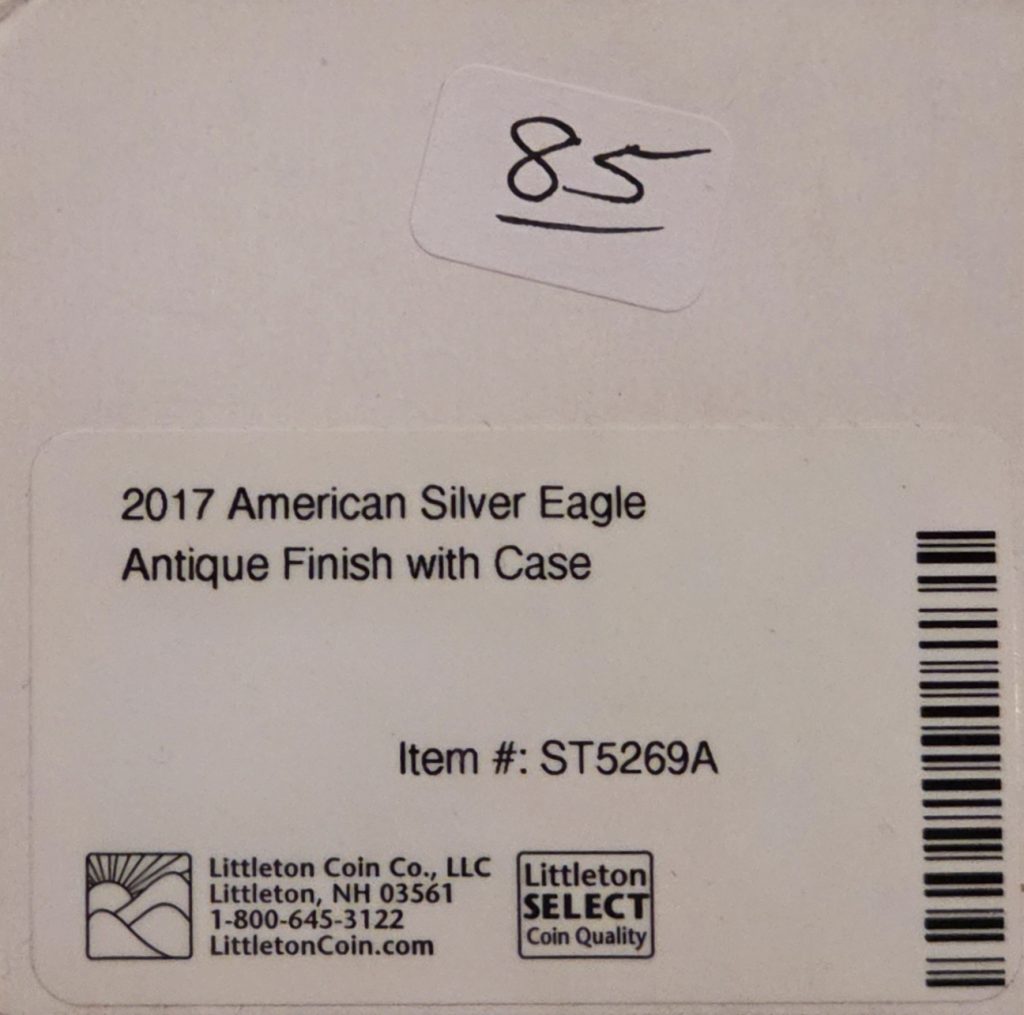 85
2017 American Silver Eagle
Antique Finish with Case
Item #: ST5269A
Littleton Coin Co., LLC
Littleton, NH 03561
1-800-645-3122
LittletonCoin.com
Littleton
SELECT
Coin Quality